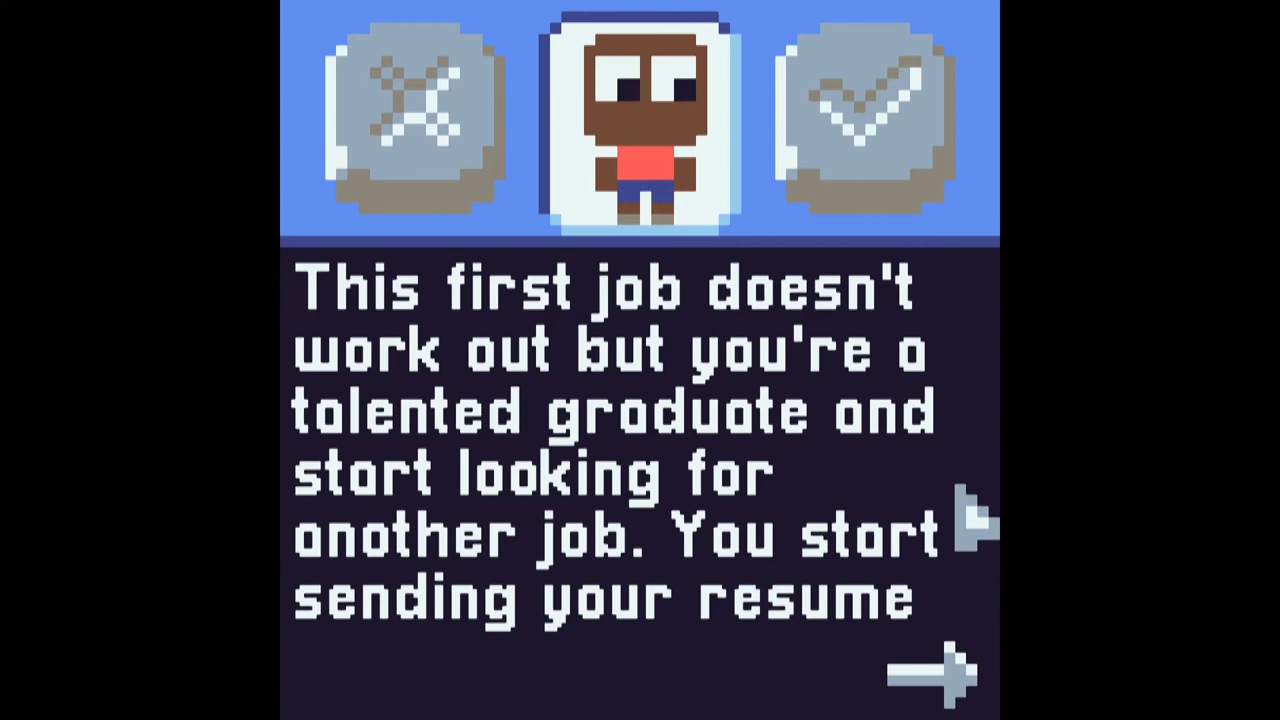 This first job doesn't
work out but you're a
talented graduate and
start looking for
another job. You start
sending your resume